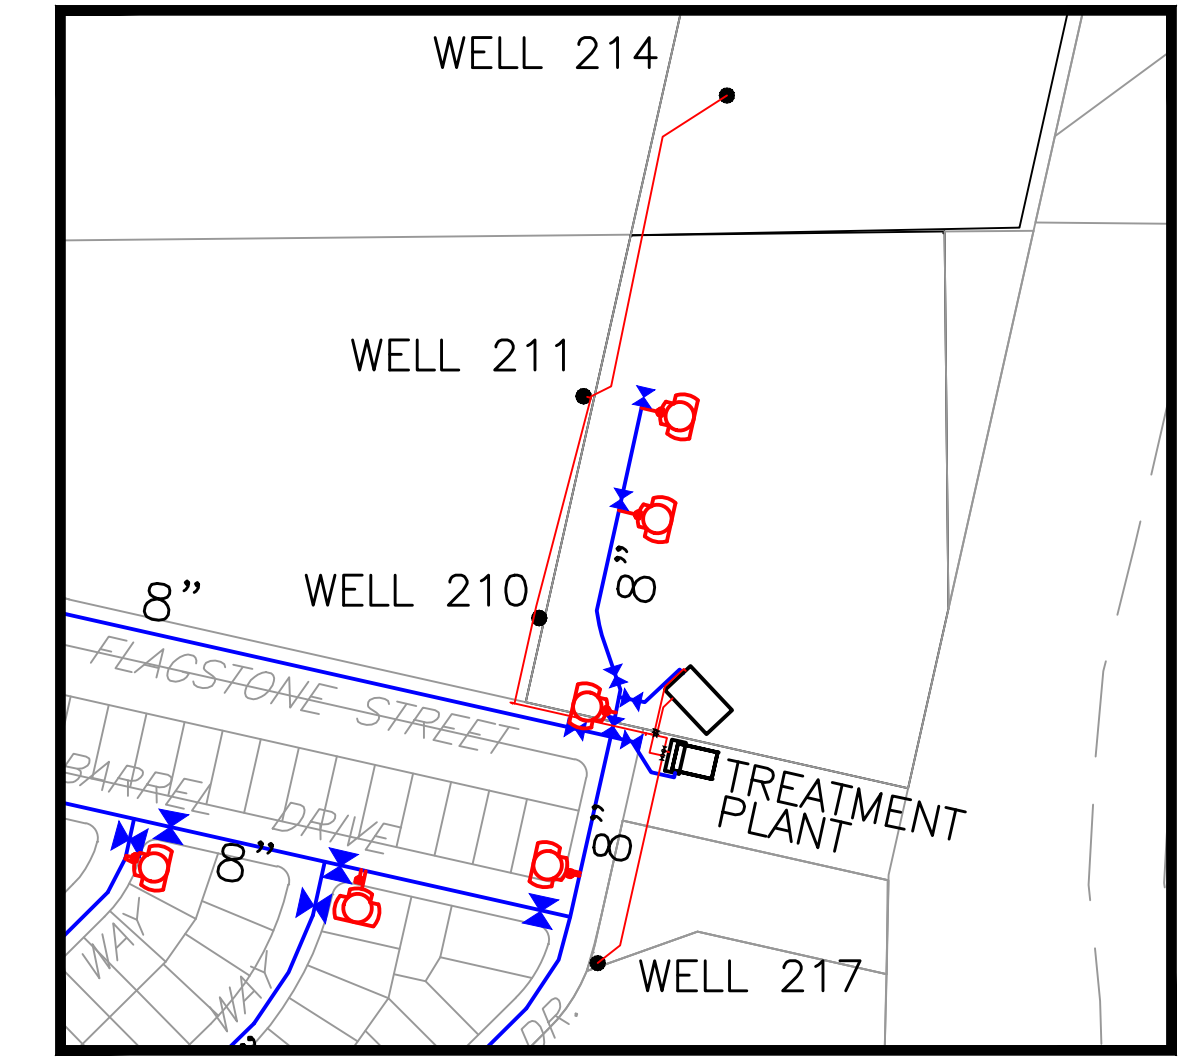 WELL 214
WELL 211
WELL 210
8”
8”
FLAGSTONE STREET
BARREL DRIVE
TREATMENT
PLANT
8”
8”
WAY
WAY
WELL 217
DR.